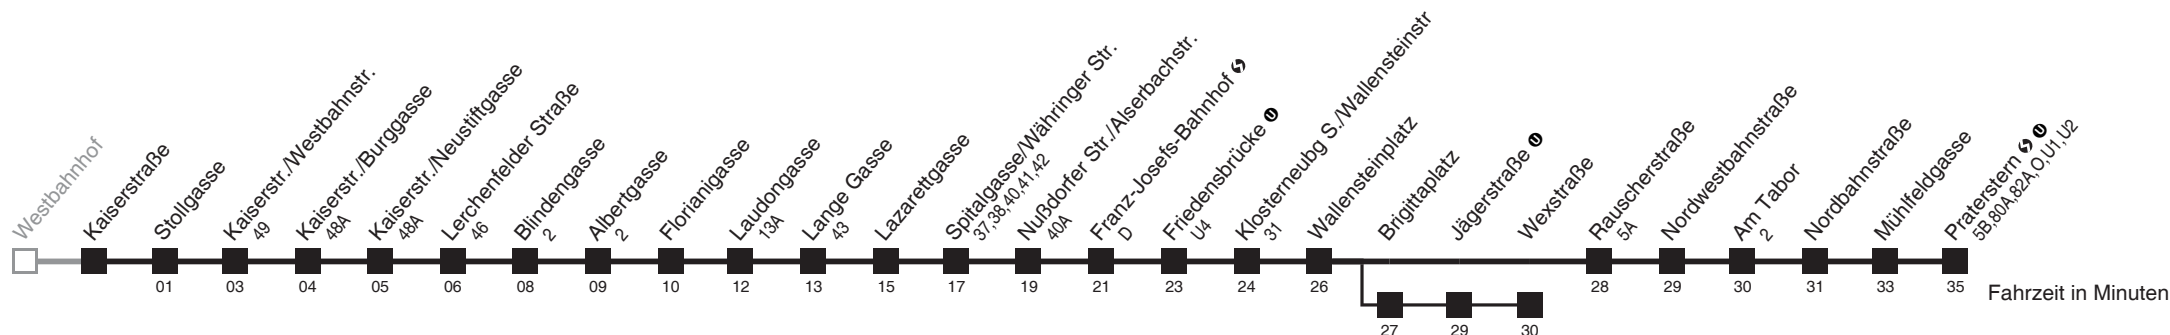 Westbahnhof
Kaiserstraße
Stollgasse
01
Kaiserstr./Westbahnstr.
49
03
Kaiserstr./Burggasse
48A
04
Kaiserstr./Neustiftgasse
48A
05
Lerchenfelder Straße
46
06
Blindengasse
2
08
Albertgasse
2
09
Florianigasse
10
Laudongasse
13A
12
Lange Gasse
43
13
Lazarettgasse
15
Spitalgasse/Währinger Str.
37,38,40,41,42
17
Nußdorfer Str./Alserbachstr.
40A
19
Franz-Josefs-Bahnhof
D
21
Friedensbrücke U
U4
23
Klosterneubg S./Wallensteinstr
31
24
Wallensteinplatz
26
Brigittaplatz
27
Jägerstraße U
29
Wexstraße
30
Rauscherstraße
5A
28
Nordwestbahnstraße
29
Am Tabor
2
30
Nordbahnstraße
31
Mühlfeldgasse
33
Praterstern S U
5B,80A,82A,O,U1,U2
35
Fahrzeit in Minuten